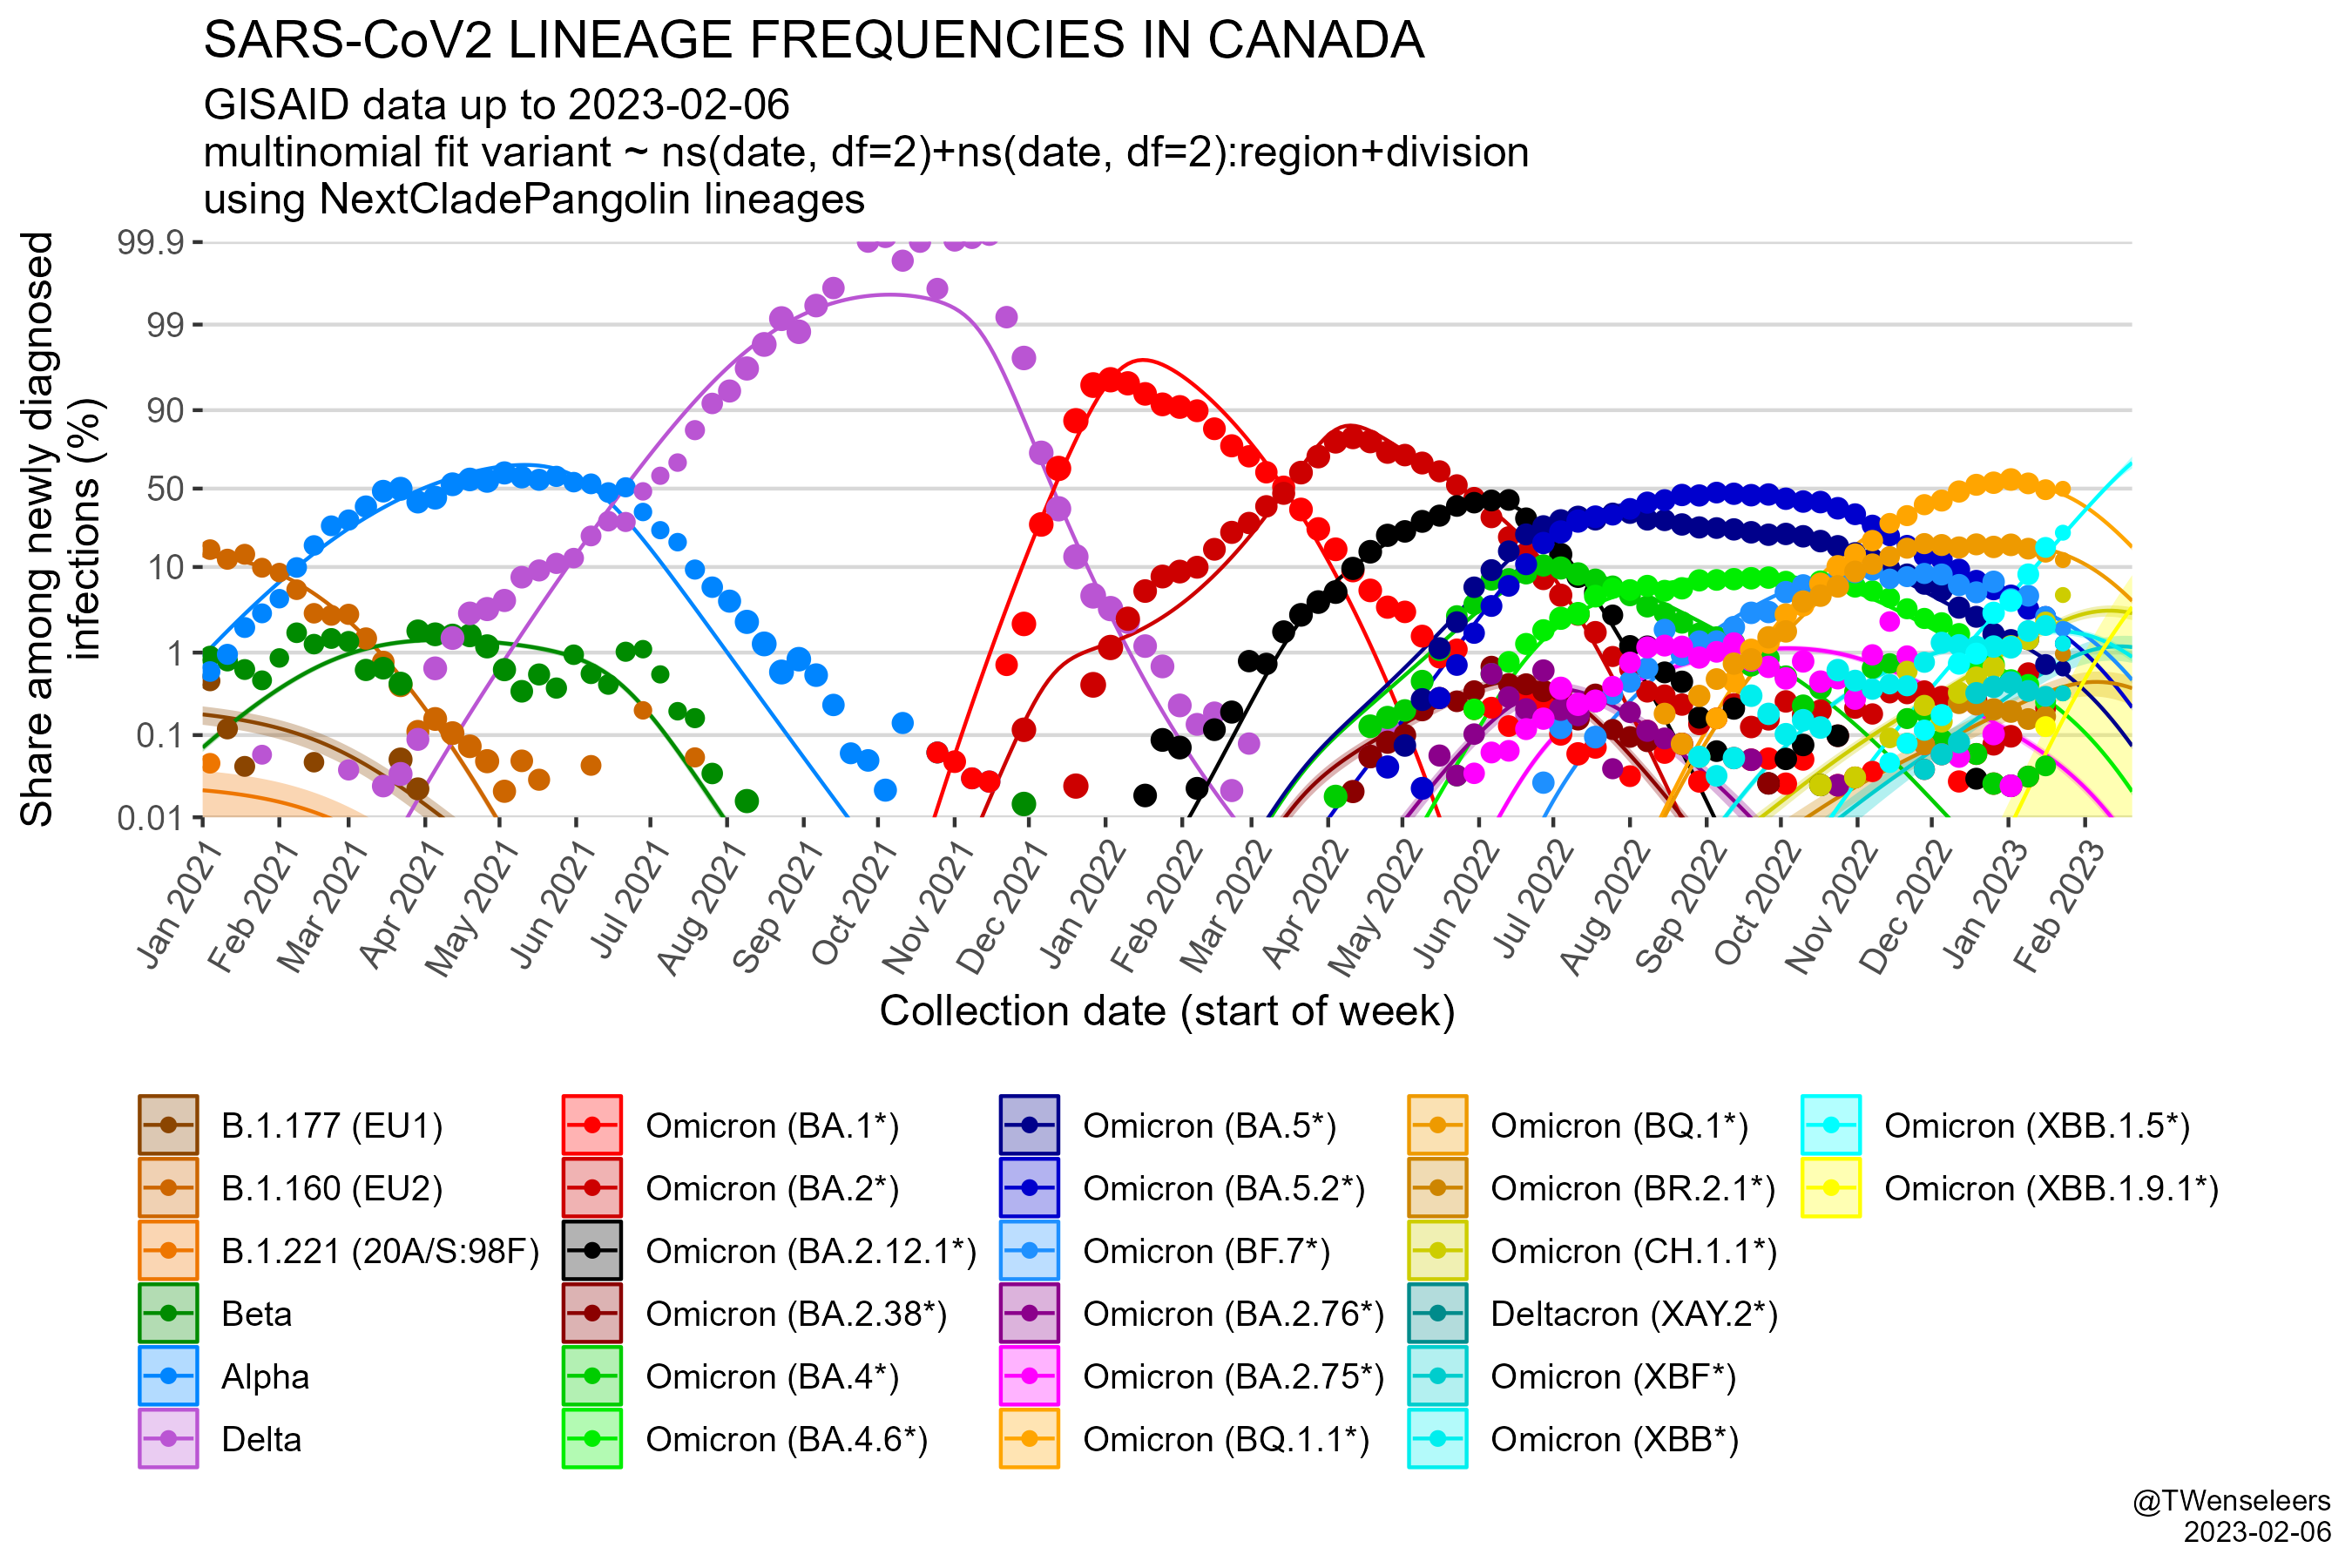 SARS-CoV2 LINEAGE FREQUENCIES IN CANADA
GISAID data up to 2023-02-06
multinomial fit variant ~ ns(date, df=2)+ns(date, df=2):region+division
using NextCladePangolin lineages
Share among newly diagnosed
infections (%)
99.9
99
90
50
10
1
0.1
0.01
Jan 2021
Feb 2021
Mar 2021
Apr 2021
May 2021
Jun 2021
Jul 2021
Aug 2021
Sep 2021
Oct 2021
Nov 2021
Dec 2021
Jan 2022
Feb 2022
Mar 2022
Apr 2022
May 2022
Jun 2022
Jul 2022
Aug 2022
Sep 2022
Oct 2022
Nov 2022
Dec 2022
Jan 2023
Feb 2023
Collection date (start of week)
B.1.177 (EU1)
B.1.160 (EU2)
B.1.221 (20A/S:98F)
Beta
Alpha
Delta
Omicron (BA.1*)
Omicron (BA.2*)
Omicron (BA.2.12.1*)
Omicron (BA.2.38*)
Omicron (BA.4*)
Omicron (BA.4.6*)
Omicron (BA.5*)
Omicron (BA.5.2*)
Omicron (BF.7*)
Omicron (BA.2.76*)
Omicron (BA.2.75*)
Omicron (BQ.1.1*)
Omicron (BQ.1*)
Omicron (BR.2.1*)
Omicron (CH.1.1*)
Deltacron (XAY.2*)
Omicron (XBF*)
Omicron (XBB*)
Omicron (XBB.1.5*)
Omicron (XBB.1.9.1*)
@TWenseleers
2023-02-06